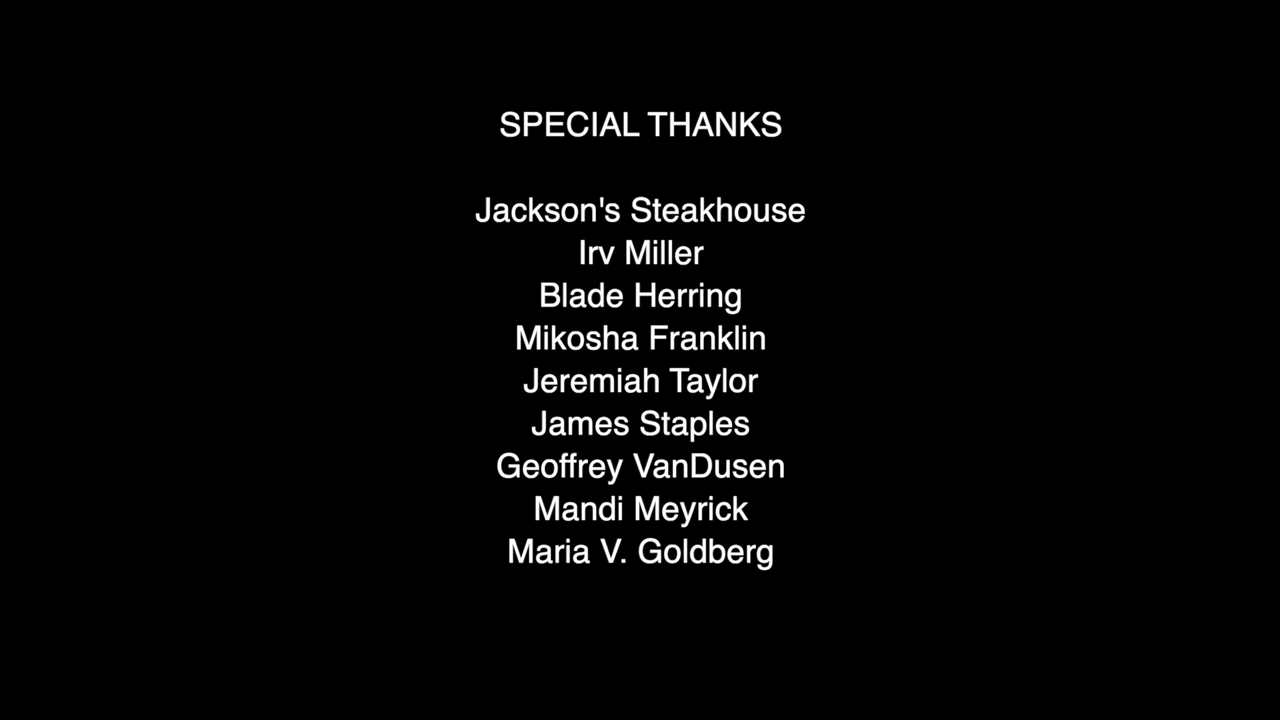 SPECIAL THANKS
Jackson's Steakhouse
Irv Miller
Blade Herring
Mikosha Franklin
Jeremiah Taylor
James Staples
Geoffrey VanDusen
Mandi Meyrick
Maria V. Goldberg